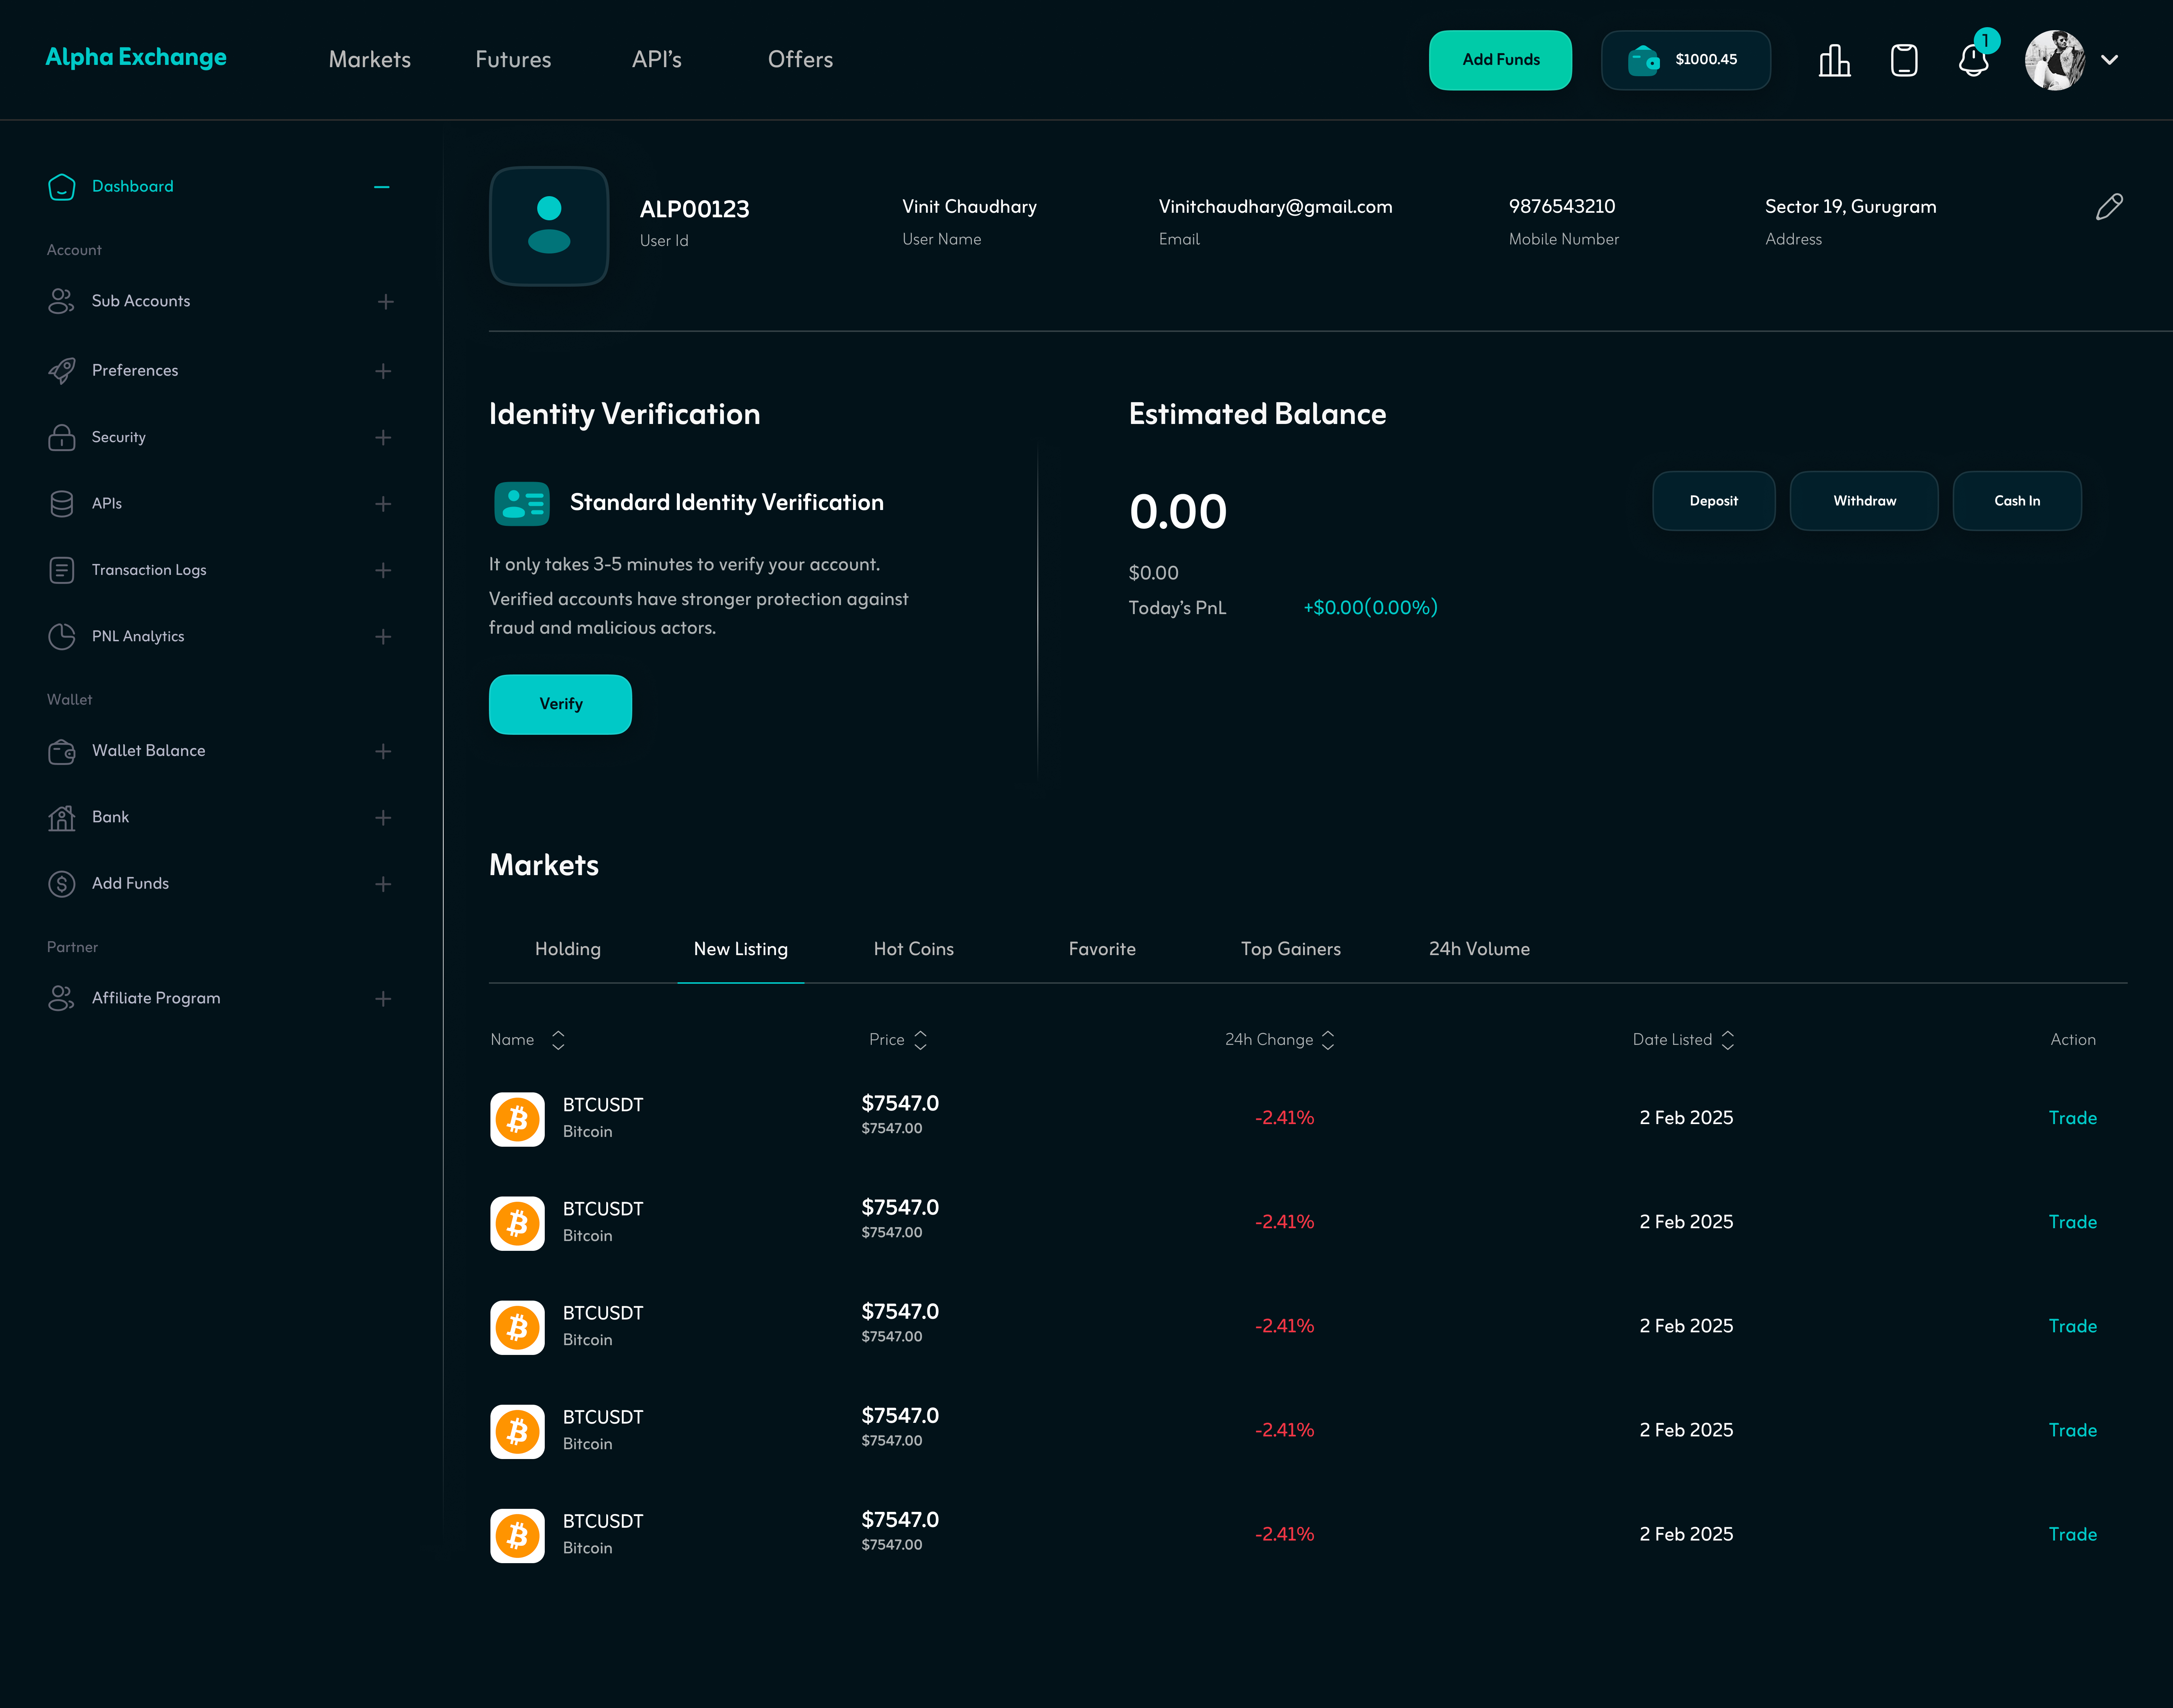 Alpha Exchange
Markets
Futures
API's
Offers
Add Funds
$1000.45
1
Dashboard
Account
Sub Accounts
Preferences
Security
APIs
Transaction Logs
PNL Analytics
Wallet
Wallet Balance
Bank
Add Funds
Partner
Affiliate Program
ALP00123
User Id
Vinit Chaudhary
User Name
Vinitchaudhary@gmail.com
Email
9876543210
Mobile Number
Sector 19, Gurugram
Address
Identity Verification
Standard Identity Verification
It only takes 3-5 minutes to verify your account.
Verified accounts have stronger protection against
fraud and malicious actors.
Verify
Estimated Balance
0.00
$0.00
Today's PnL
+$0.00(0.00%)
Deposit
Withdraw
Cash In
Markets
Holding
New Listing
Hot Coins
Favorite
Top Gainers
24h Volume
Name
Price
24h Change
Date Listed
Action
BTCUSDT
Bitcoin
$7547.0
$7547.00
-2.41%
2 Feb 2025
Trade
BTCUSDT
Bitcoin
$7547.0
$7547.00
-2.41%
2 Feb 2025
Trade
BTCUSDT
Bitcoin
$7547.0
$7547.00
-2.41%
2 Feb 2025
Trade
BTCUSDT
Bitcoin
$7547.0
$7547.00
-2.41%
2 Feb 2025
Trade
BTCUSDT
Bitcoin
$7547.0
$7547.00
-2.41%
2 Feb 2025
Trade